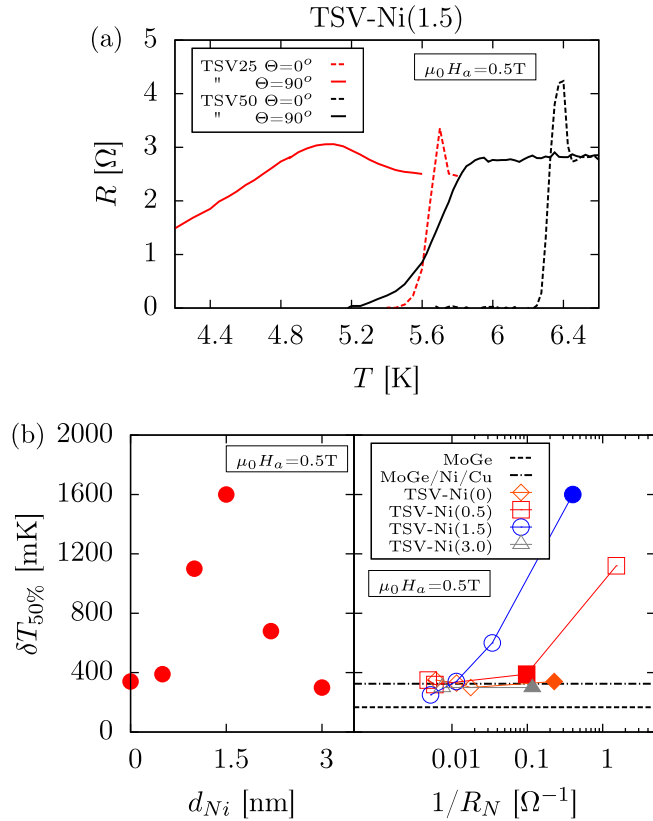 TSV-Ni(1.5)
(a)
TSV25 Θ=0°
" Θ=90°
TSV50 Θ=0°
" Θ=90°
μ₀Hₐ=0.5T
5
4
3
2
1
0
R [Ω]
4.4 4.8 5.2 5.6 6 6.4
T [K]
(b)
2000
1600
1200
800
400
0
δT₅₀% [mK]
μ₀Hₐ=0.5T
0 1.5 3
d_Ni [nm]
MoGe
MoGe/Ni/Cu
TSV-Ni(0)
TSV-Ni(0.5)
TSV-Ni(1.5)
TSV-Ni(3.0)
μ₀Hₐ=0.5T
0.01 0.1 1
1/R_N [Ω⁻¹]